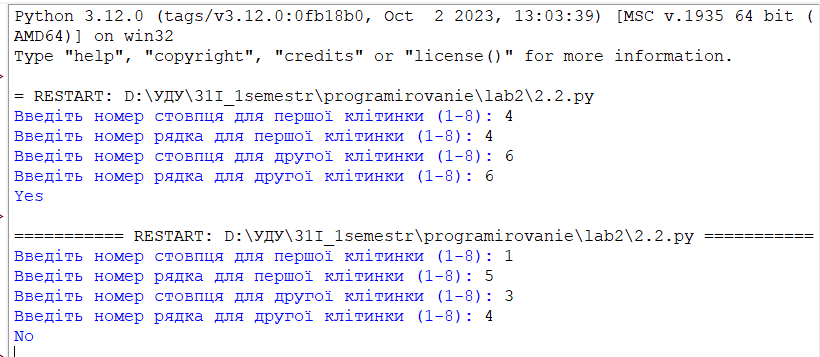 Python 3.12.0 (tags/v3.12.0:0fb18b0, Oct  2 2023, 13:03:39) [MSC v.1935 64 bit (
AMD64)] on win32
Type "help", "copyright", "credits" or "license()" for more information.
= RESTART: D:\УДУ\31І_1semestr\programirovanie\lab2\2.2.py
Введіть номер стовпця для першої клітинки (1-8): 4
Введіть номер рядка для першої клітинки (1-8): 4
Введіть номер стовпця для другої клітинки (1-8): 6
Введіть номер рядка для другої клітинки (1-8): 6
Yes
=========== RESTART: D:\УДУ\31І_1semestr\programirovanie\lab2\2.2.py ===========
Введіть номер стовпця для першої клітинки (1-8): 1
Введіть номер рядка для першої клітинки (1-8): 5
Введіть номер стовпця для другої клітинки (1-8): 3
Введіть номер рядка для другої клітинки (1-8): 4
No